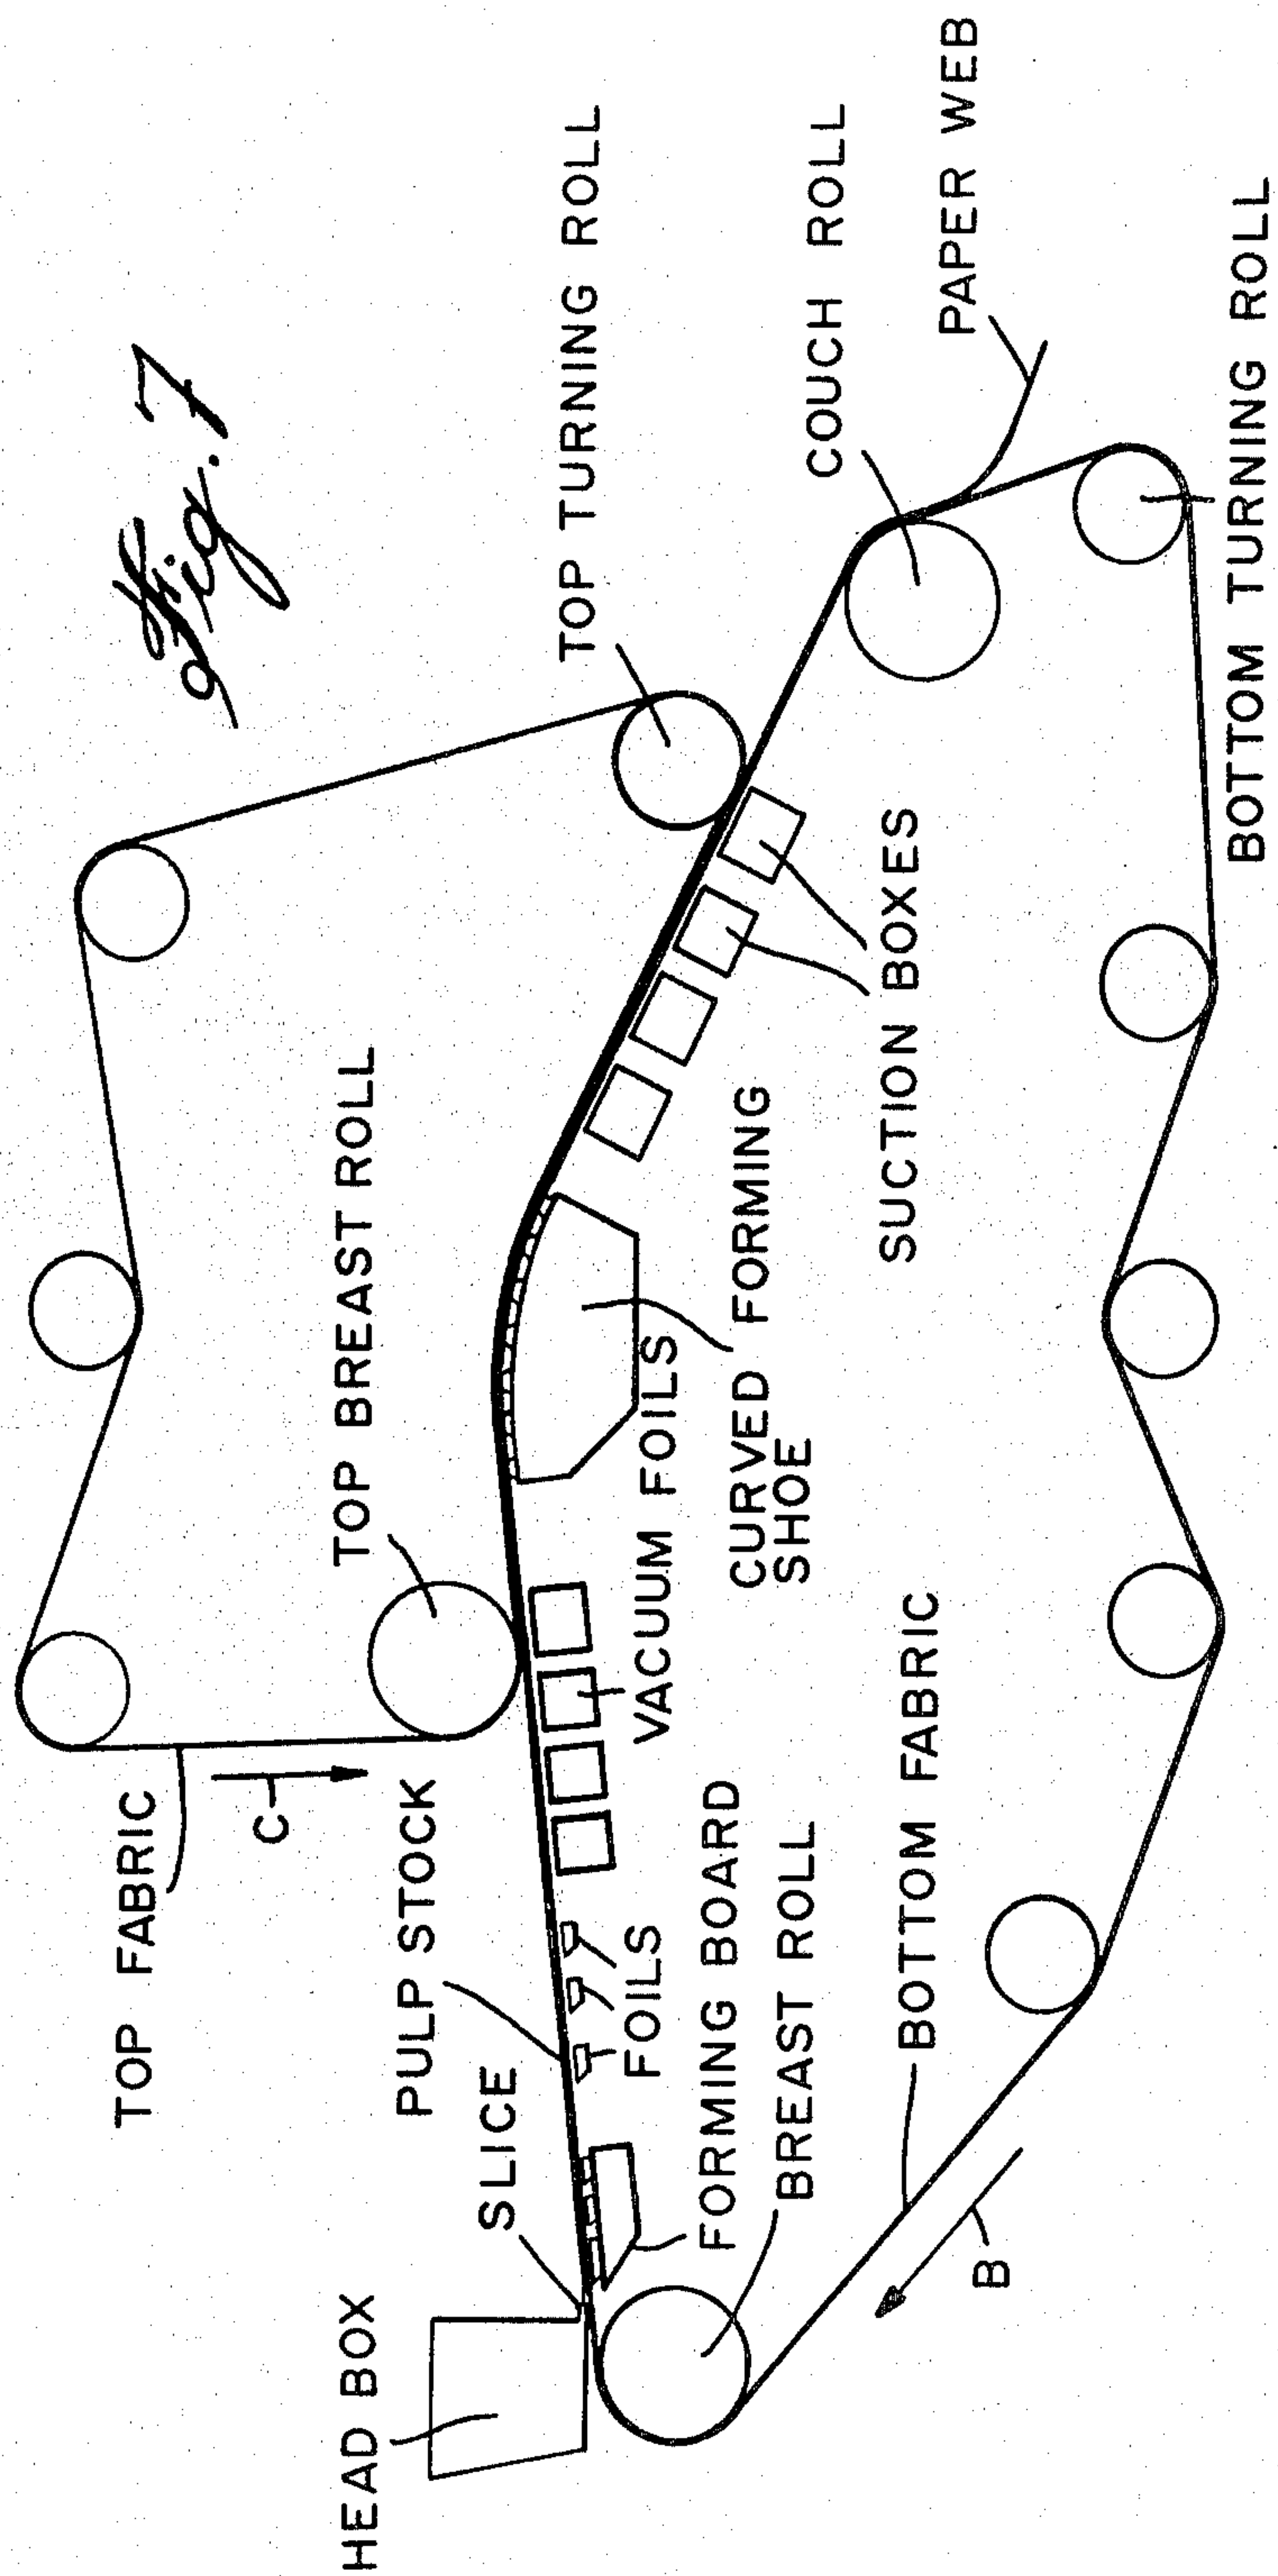 Fig. 7
TOP FABRIC
C
TOP BREAST ROLL
TOP TURNING ROLL
HEAD BOX
SLICE
PULP STOCK
FOILS
VACUUM FOILS
CURVED FORMING
SHOE
SUCTION BOXES
COUCH ROLL
PAPER WEB
FORMING BOARD
BREAST ROLL
BOTTOM FABRIC
B
BOTTOM TURNING ROLL